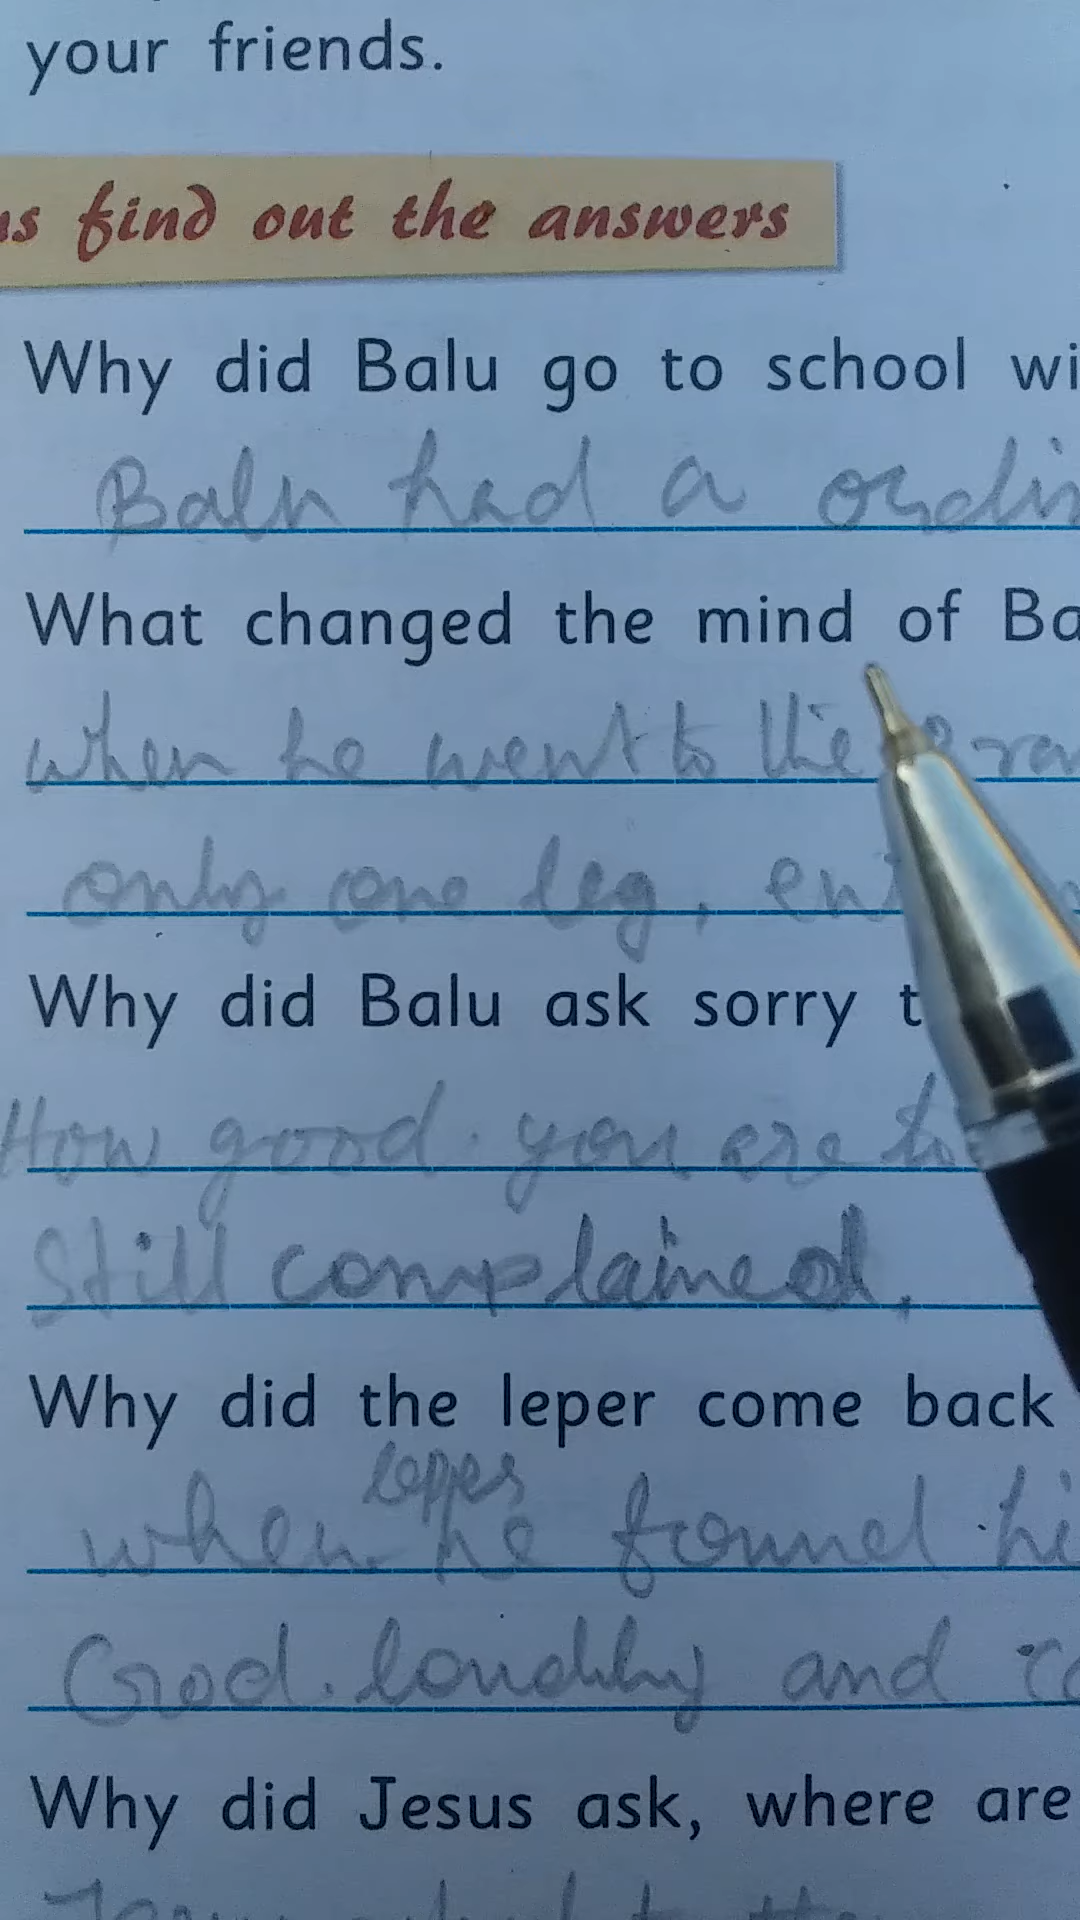 your friends.
find out the answers
Why did Balu go to school
Balu had a
What changed the mind of
when he went to the
only one leg,
Why did Balu ask sorry
How good you are
Still complained.
Why did the leper come back
leper
when he found
God loudly and
Why did Jesus ask, where are